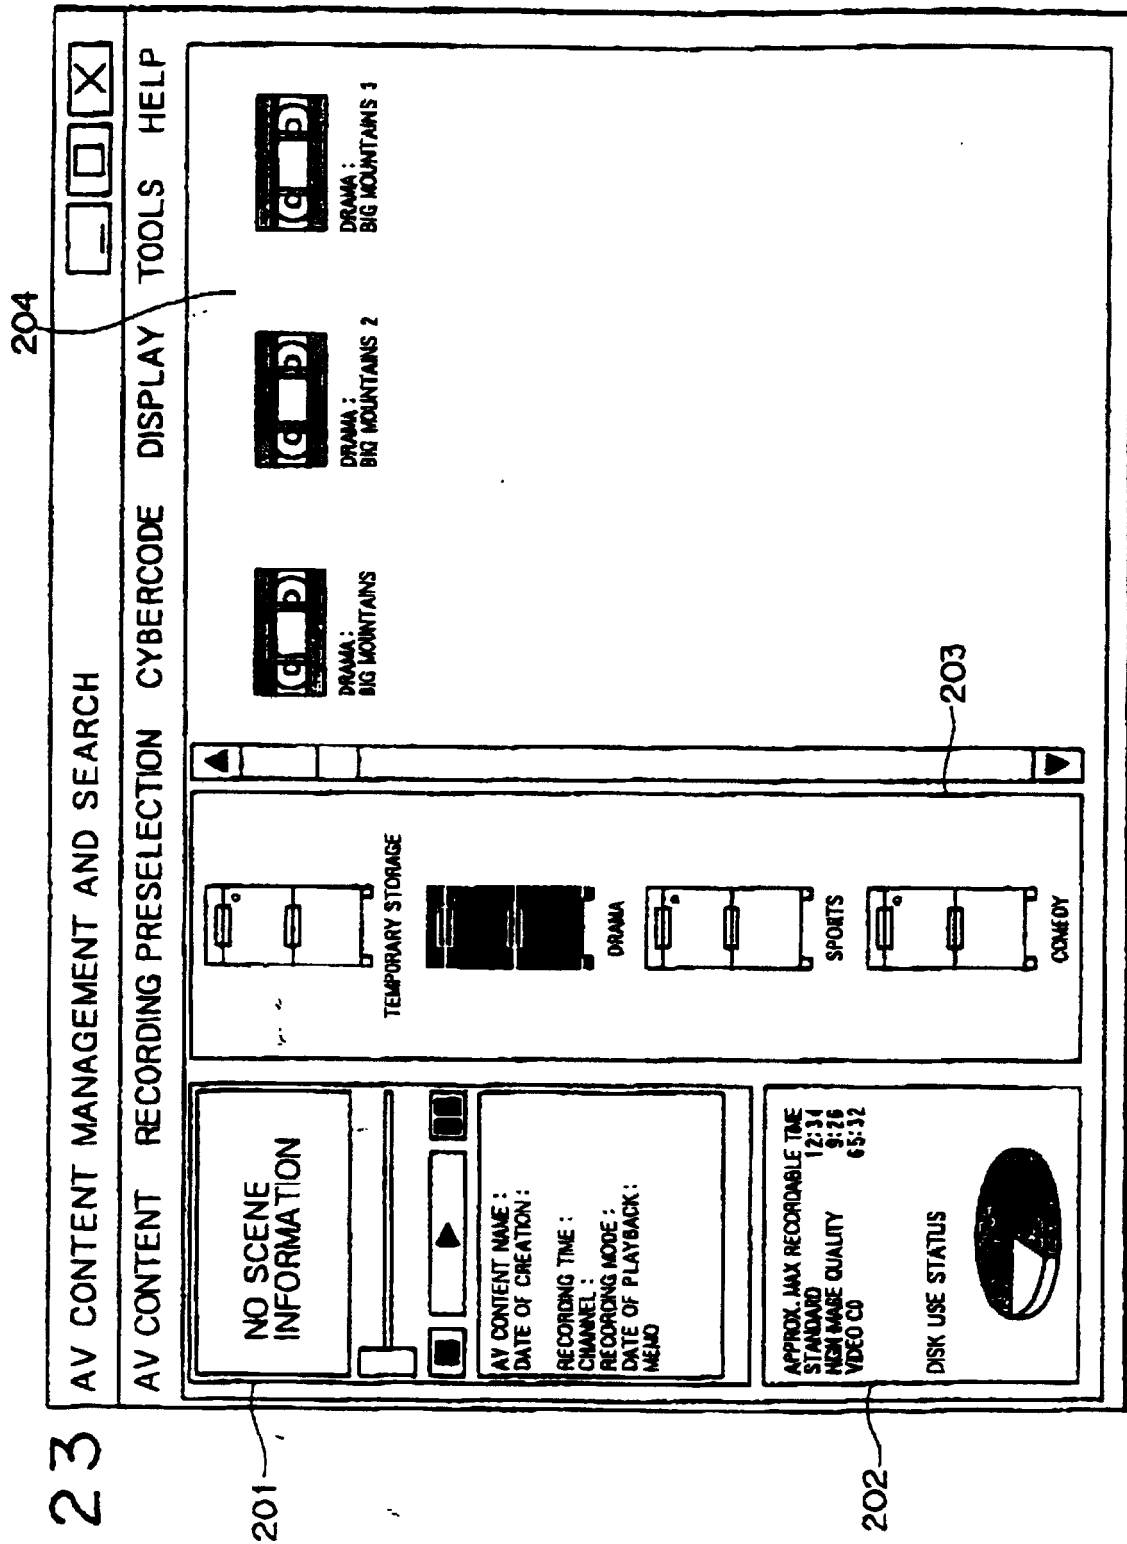 23
AV CONTENT MANAGEMENT AND SEARCH
AV CONTENT RECORDING PRESELECTION CYBERCODE DISPLAY TOOLS HELP
204
201
NO SCENE
INFORMATION
AV CONTENT NAME :
DATE OF CREATION :
RECORDING TIME :
CHANNEL :
RECORDING MODE :
DATE OF PLAYBACK :
MEMO
202
APPROX. MAX RECORDABLE TIME
STANDARD 12:34
HIGH IMAGE QUALITY 9:26
VIDEO CD 65:32
DISK USE STATUS
TEMPORARY STORAGE
DRAMA
SPORTS
COMEDY
203
DRAMA :
BIG MOUNTAINS
DRAMA :
BIG MOUNTAINS 2
DRAMA :
BIG MOUNTAINS 3